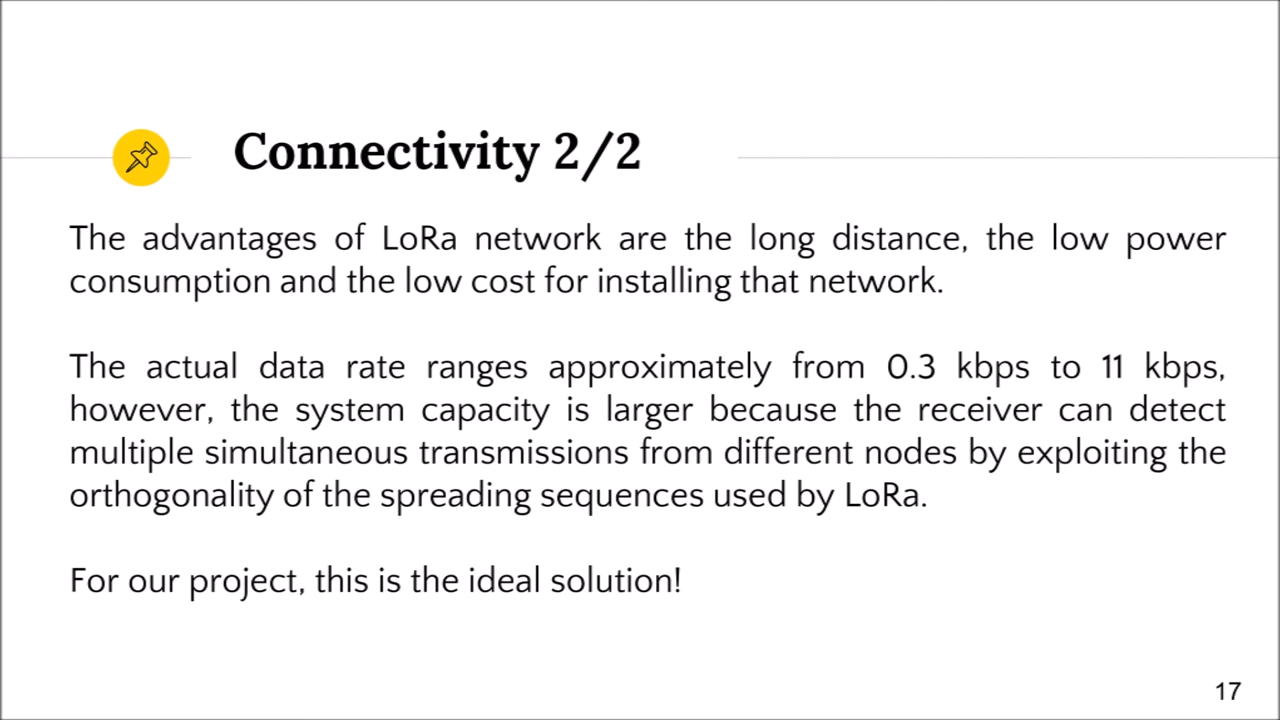 Connectivity 2/2
The advantages of LoRa network are the long distance, the low power
consumption and the low cost for installing that network.
The actual data rate ranges approximately from 0.3 kbps to 11 kbps,
however, the system capacity is larger because the receiver can detect
multiple simultaneous transmissions from different nodes by exploiting the
orthogonality of the spreading sequences used by LoRa.
For our project, this is the ideal solution!
17